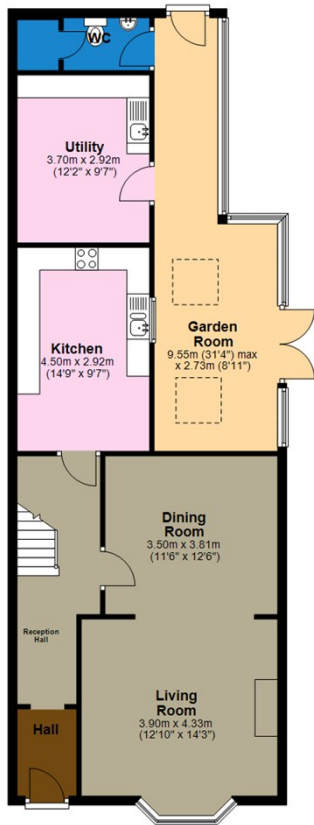 WC
Utility
3.70m x 2.92m
(12'2" x 9'7")
Kitchen
4.50m x 2.92m
(14'9" x 9'7")
Garden
Room
9.55m (31'4") max
x 2.73m (8'11")
Dining
Room
3.50m x 3.81m
(11'6" x 12'6")
Reception
Hall
Living
Room
3.90m x 4.33m
(12'10" x 14'3")
Hall